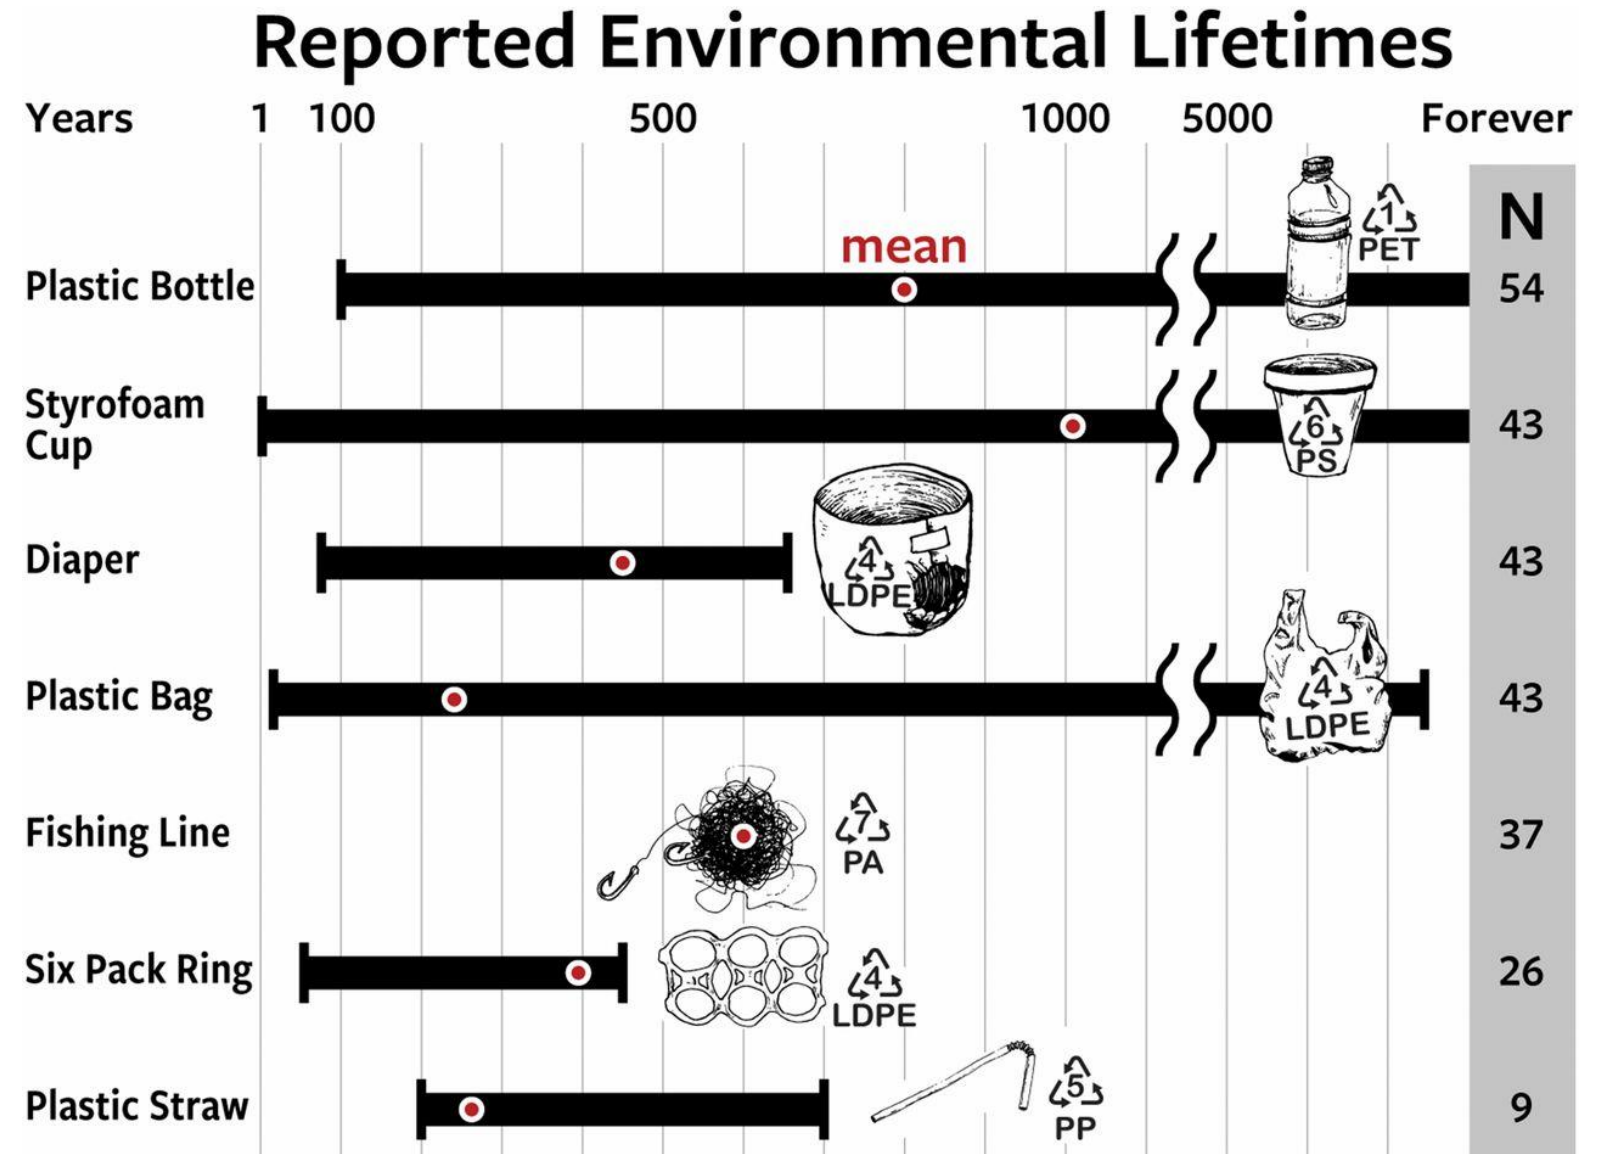 Reported Environmental Lifetimes
Years 1 100 500 1000 5000 Forever
N
1
PET
mean
Plastic Bottle 54
Styrofoam
Cup
43
6
PS
Diaper 43
4
LDPE
Plastic Bag 43
4
LDPE
Fishing Line 37
7
PA
Six Pack Ring 26
4
LDPE
Plastic Straw 9
5
PP